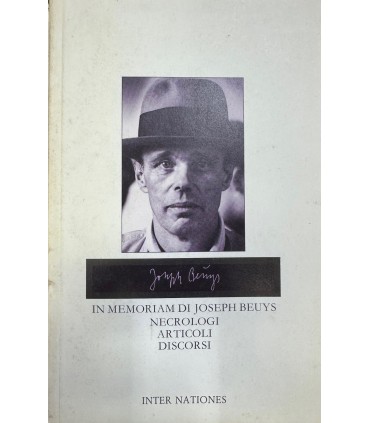 Joseph Beuys
IN MEMORIAM DI JOSEPH BEUYS
NECROLOGI
ARTICOLI
DISCORSI
INTER NATIONES